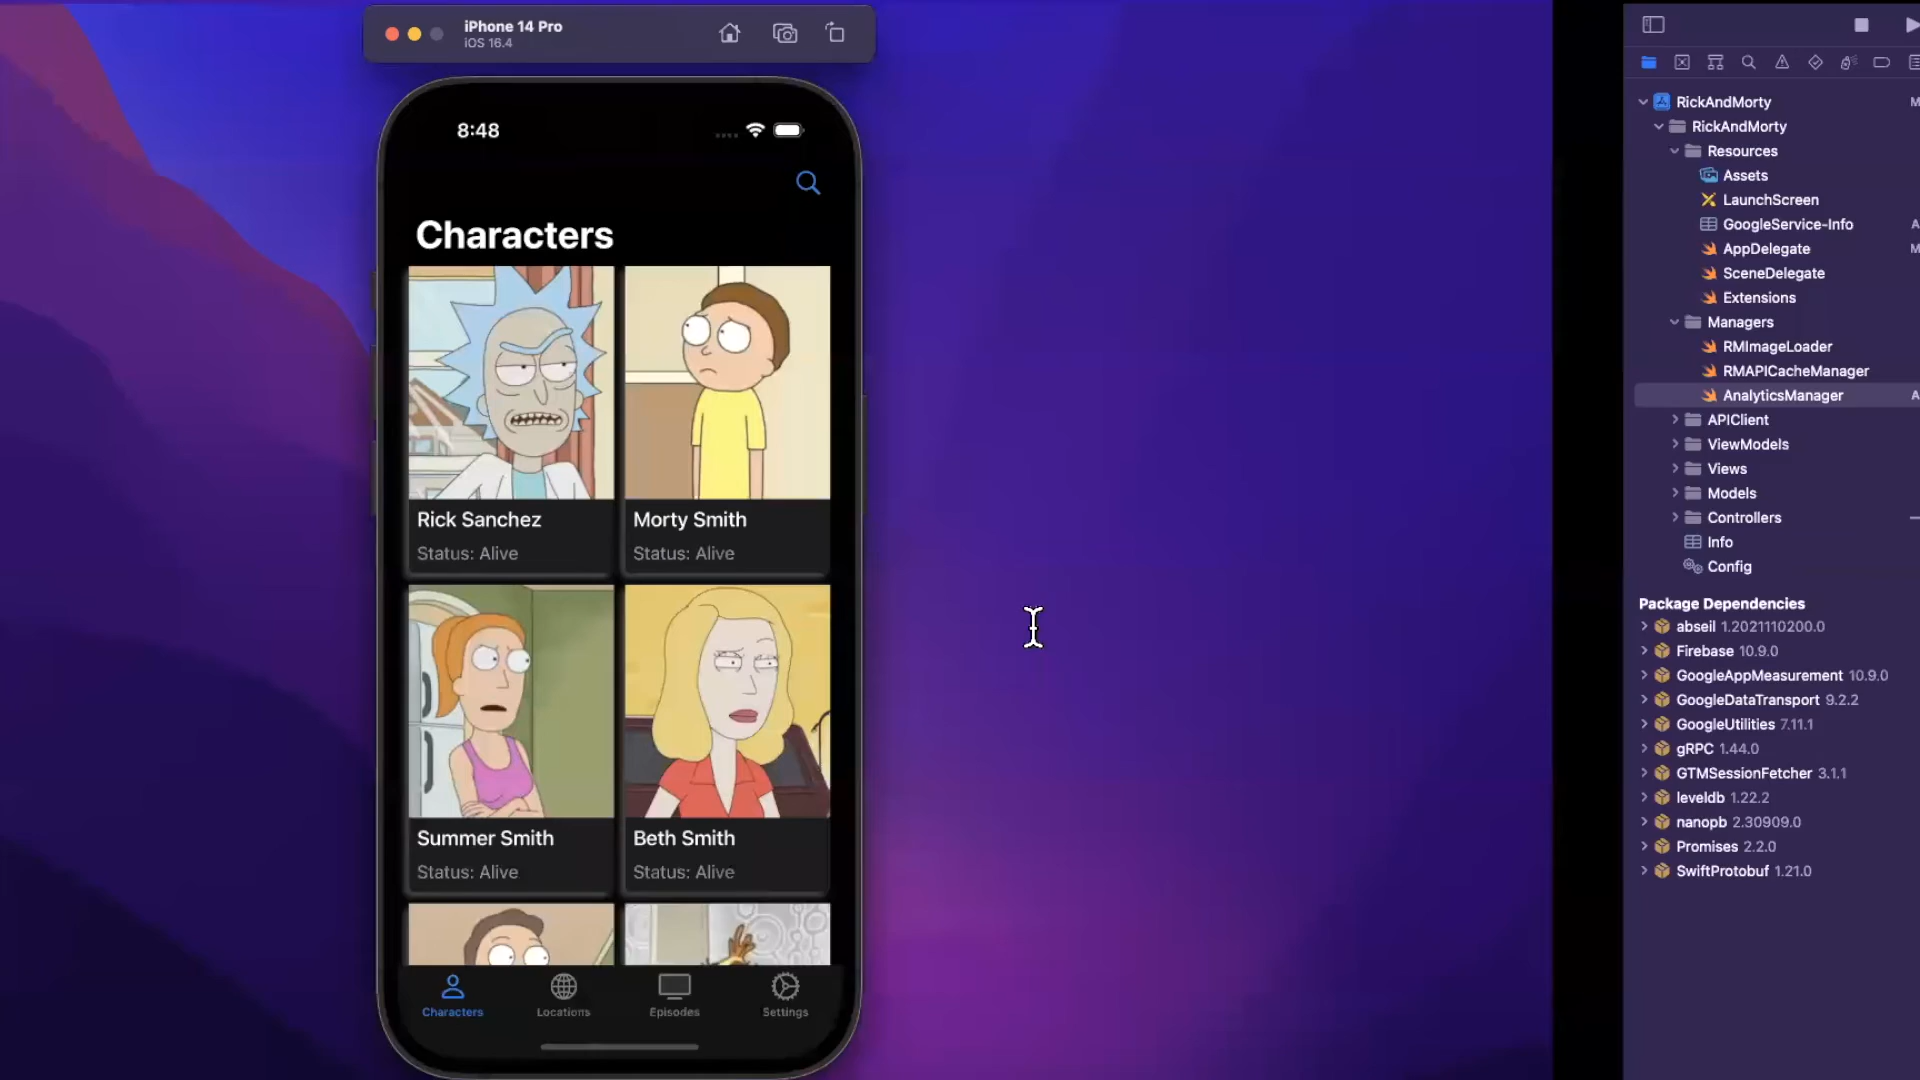 iPhone 14 Pro
iOS 16.4
8:48
Characters
Rick Sanchez
Status: Alive
Morty Smith
Status: Alive
Summer Smith
Status: Alive
Beth Smith
Status: Alive
Characters
Locations
Episodes
Settings
RickAndMorty M
RickAndMorty
Resources
Assets
LaunchScreen
GoogleService-Info A
AppDelegate M
SceneDelegate
Extensions
Managers
RMImageLoader
RMAPICacheManager
AnalyticsManager A
APIClient
ViewModels
Views
Models
Controllers
Info
Config
Package Dependencies
abseil 1.2021110200.0
Firebase 10.9.0
GoogleAppMeasurement 10.9.0
GoogleDataTransport 9.2.2
GoogleUtilities 7.11.1
gRPC 1.44.0
GTMSessionFetcher 3.1.1
leveldb 1.22.2
nanopb 2.30909.0
Promises 2.2.0
SwiftProtobuf 1.21.0